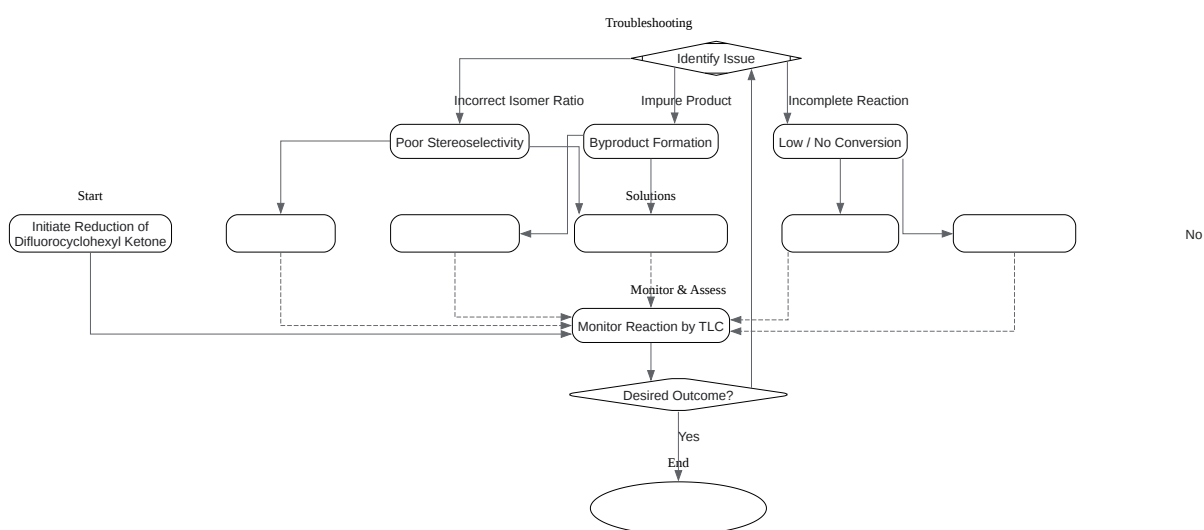 Troubleshooting
Identify Issue
Incorrect Isomer Ratio
Impure Product
Incomplete Reaction
Poor Stereoselectivity
Byproduct Formation
Low / No Conversion
Start
Solutions
Initiate Reduction of
Difluorocyclohexyl Ketone
No
Monitor & Assess
Monitor Reaction by TLC
Desired Outcome?
Yes
End